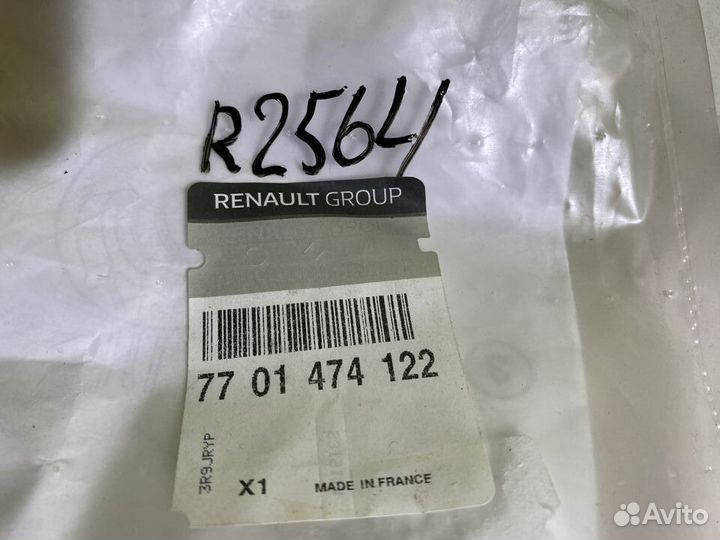 R2564
RENAULT GROUP
77 01 474 122
3R9JRYP
X1
MADE IN FRANCE
Avito